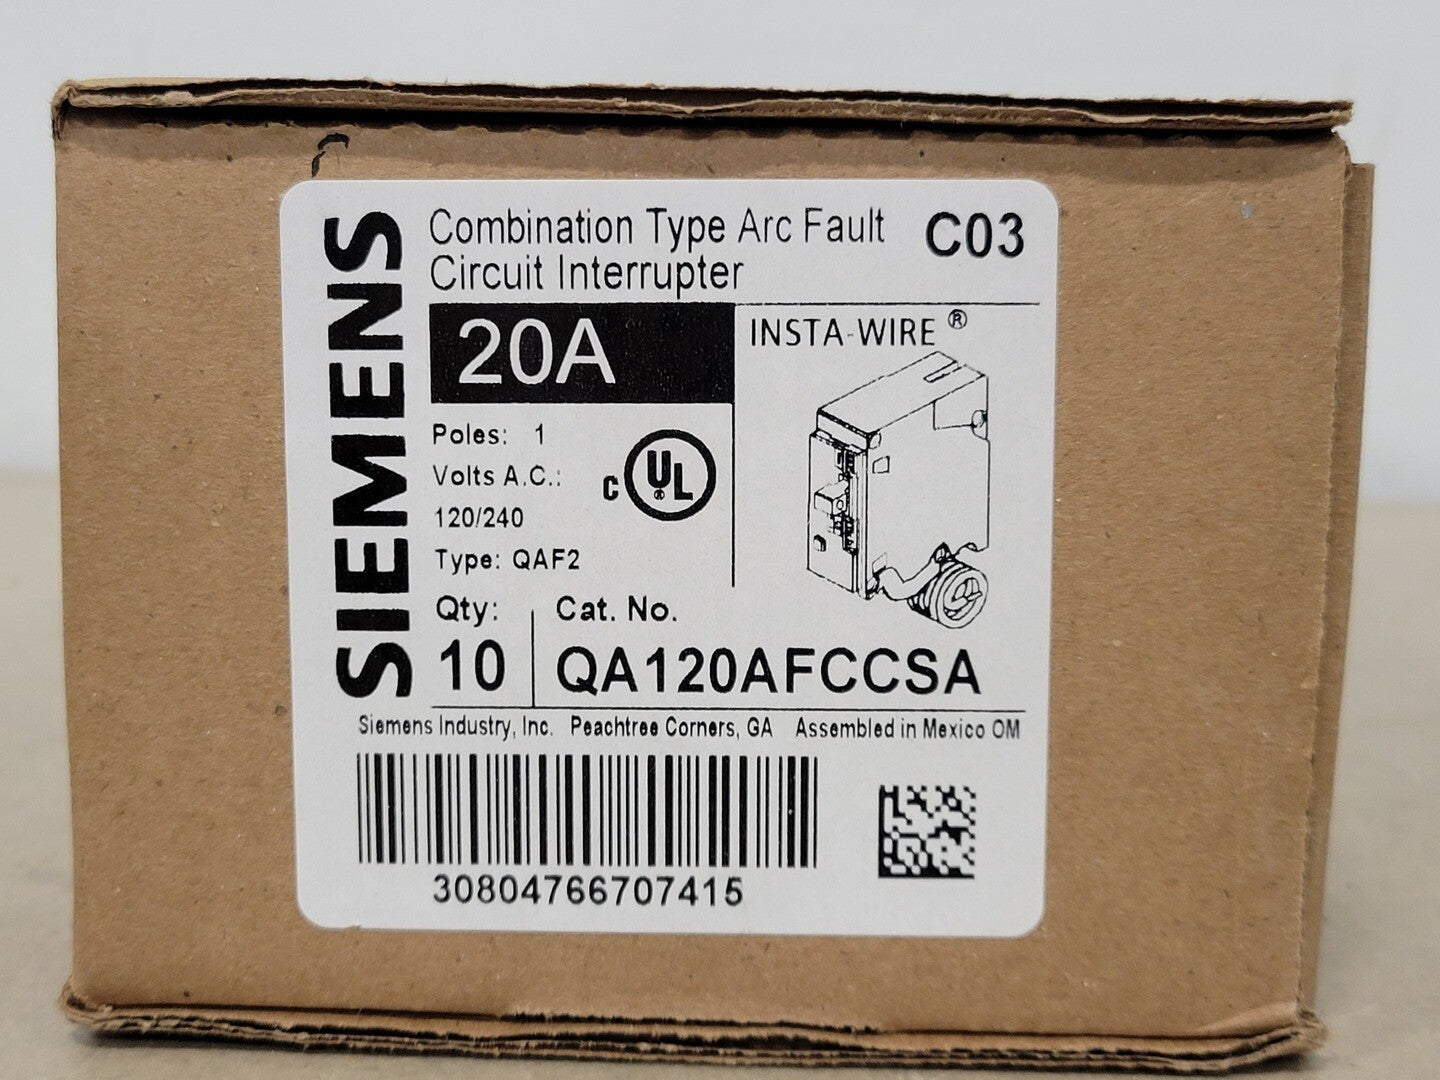 SIEMENS
Combination Type Arc Fault
Circuit Interrupter
C03
20A
INSTA-WIRE®
Poles: 1
Volts A.C.:
120/240
Type: QAF2
c UL®
Qty:
10
Cat. No.
QA120AFCCSA
Siemens Industry, Inc. Peachtree Corners, GA Assembled in Mexico OM
30804766707415